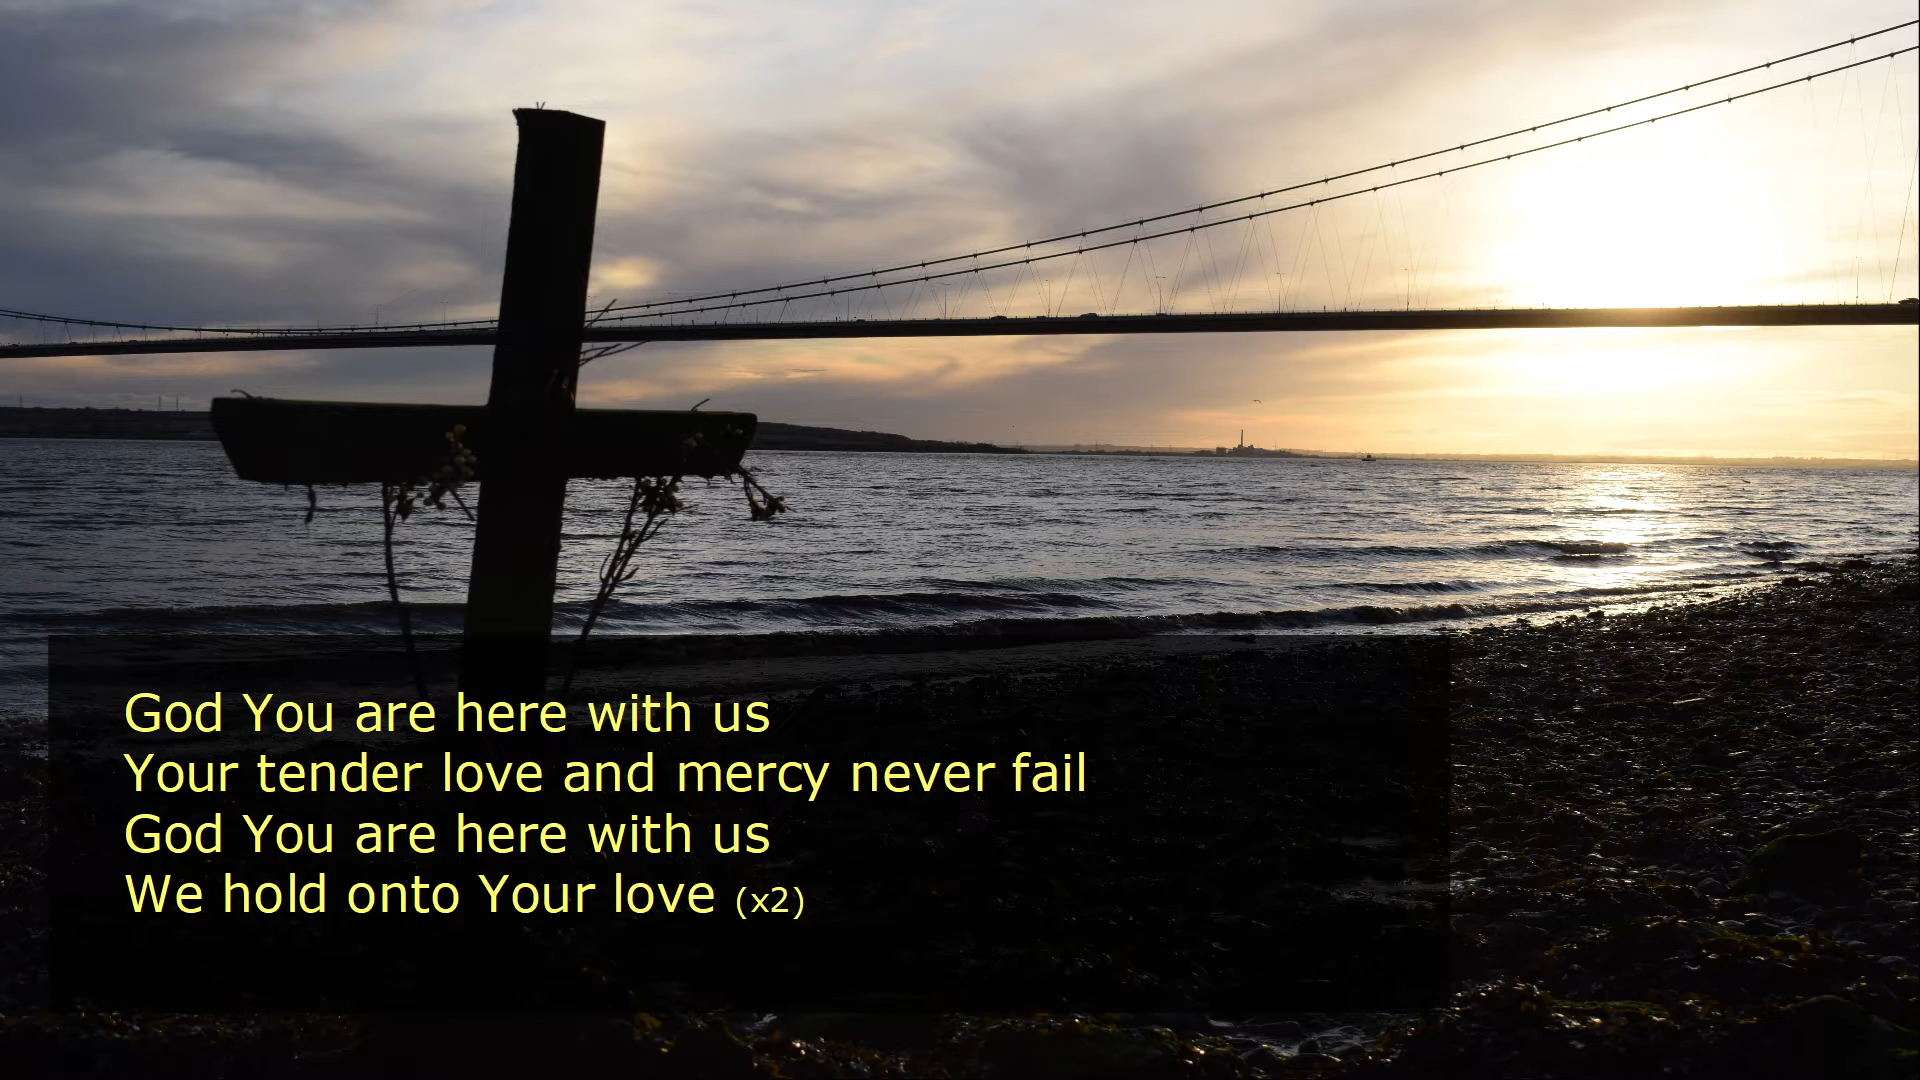 God You are here with us
Your tender love and mercy never fail
God You are here with us
We hold onto Your love (x2)